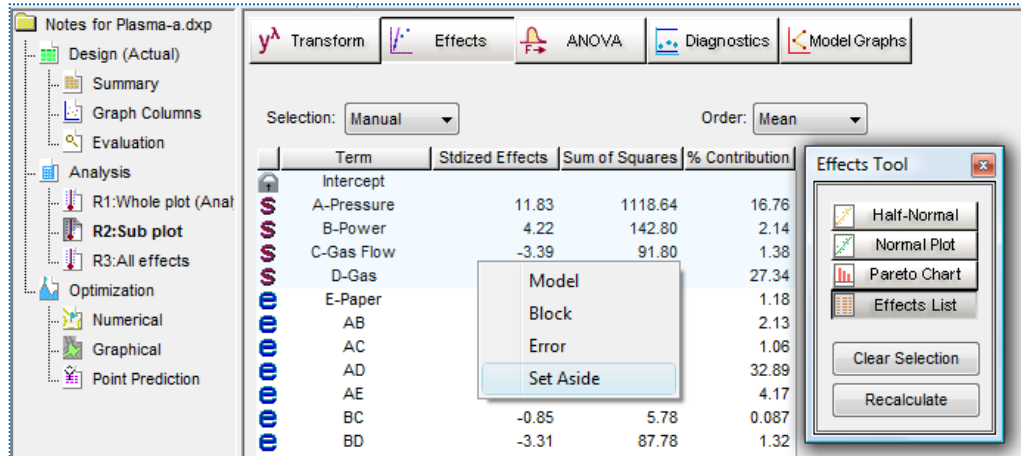 Notes for Plasma-a.dxp
Design (Actual)
Summary
Graph Columns
Evaluation
Analysis
R1:Whole plot (Anal
R2:Sub plot
R3:All effects
Optimization
Numerical
Graphical
Point Prediction
yλ Transform Effects F ANOVA Diagnostics Model Graphs
Selection: Manual Order: Mean
Term Stdized Effects Sum of Squares % Contribution
Intercept
S A-Pressure 11.83 1118.64 16.76
S B-Power 4.22 142.80 2.14
S C-Gas Flow -3.39 91.80 1.38
S D-Gas 27.34
e E-Paper 1.18
e AB 2.13
e AC 1.06
e AD 32.89
e AE 4.17
e BC -0.85 5.78 0.087
e BD -3.31 87.78 1.32
Model
Block
Error
Set Aside
Effects Tool
Half-Normal
Normal Plot
Pareto Chart
Effects List
Clear Selection
Recalculate